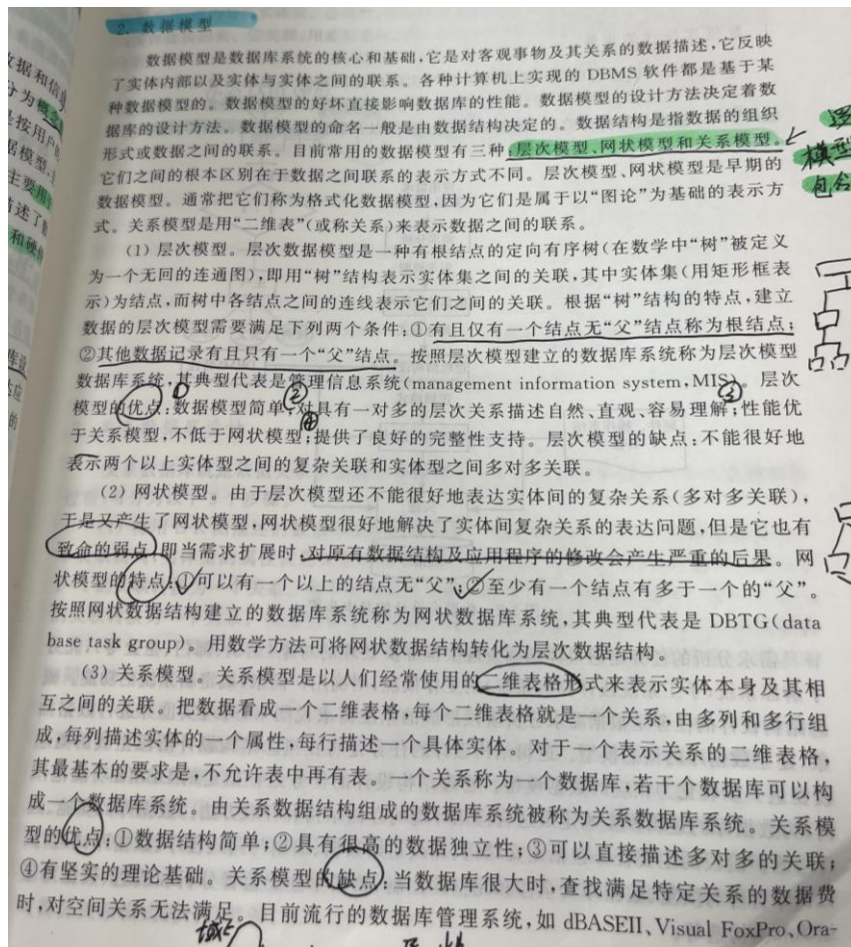 2. 数据模型
数据模型是数据库系统的核心和基础,它是对客观事物及其关系的数据描述,它反映
了实体内部以及实体与实体之间的联系。各种计算机上实现的 DBMS 软件都是基于某
种数据模型的。数据模型的好坏直接影响数据库的性能。数据模型的设计方法决定着数
据库的设计方法。数据模型的命名一般是由数据结构决定的。数据结构是指数据的组织
形式或数据之间的联系。目前常用的数据模型有三种:层次模型、网状模型和关系模型。
它们之间的根本区别在于数据之间联系的表示方式不同。层次模型、网状模型是早期的
数据模型。通常把它们称为格式化数据模型,因为它们是属于以“图论”为基础的表示方
式。关系模型是用“二维表”(或称关系)来表示数据之间的联系。
(1) 层次模型。层次数据模型是一种有根结点的定向有序树(在数学中“树”被定义
为一个无回的连通图),即用“树”结构表示实体集之间的关联,其中实体集(用矩形框表
示)为结点,而树中各结点之间的连线表示它们之间的关联。根据“树”结构的特点,建立
数据的层次模型需要满足下列两个条件:①有且仅有一个结点无“父”结点称为根结点;
②其他数据记录有且只有一个“父”结点。按照层次模型建立的数据库系统称为层次模型
数据库系统,其典型代表是管理信息系统(management information system,MIS)。层次
模型的优点:数据模型简单;对具有一对多的层次关系描述自然、直观、容易理解;性能优
于关系模型,不低于网状模型;提供了良好的完整性支持。层次模型的缺点:不能很好地
表示两个以上实体型之间的复杂关联和实体型之间多对多关联。
(2) 网状模型。由于层次模型还不能很好地表达实体间的复杂关系(多对多关联),
于是又产生了网状模型,网状模型很好地解决了实体间复杂关系的表达问题,但是它也有
致命的弱点,即当需求扩展时,对原有数据结构及应用程序的修改会产生严重的后果。网
状模型的特点:①可以有一个以上的结点无“父”;②至少有一个结点有多于一个的“父”。
按照网状数据结构建立的数据库系统称为网状数据库系统,其典型代表是 DBTG(data
base task group)。用数学方法可将网状数据结构转化为层次数据结构。
(3) 关系模型。关系模型是以人们经常使用的二维表格形式来表示实体本身及其相
互之间的关联。把数据看成一个二维表格,每个二维表格就是一个关系,由多列和多行组
成,每列描述实体的一个属性,每行描述一个具体实体。对于一个表示关系的二维表格,
其最基本的要求是,不允许表中再有表。一个关系称为一个数据库,若干个数据库可以构
成一个数据库系统。由关系数据结构组成的数据库系统被称为关系数据库系统。关系模
型的优点:①数据结构简单;②具有很高的数据独立性;③可以直接描述多对多的关联;
④有坚实的理论基础。关系模型的缺点:当数据库很大时,查找满足特定关系的数据费
时,对空间关系无法满足。目前流行的数据库管理系统,如 dBASEII、Visual FoxPro、Ora-
模型
包含